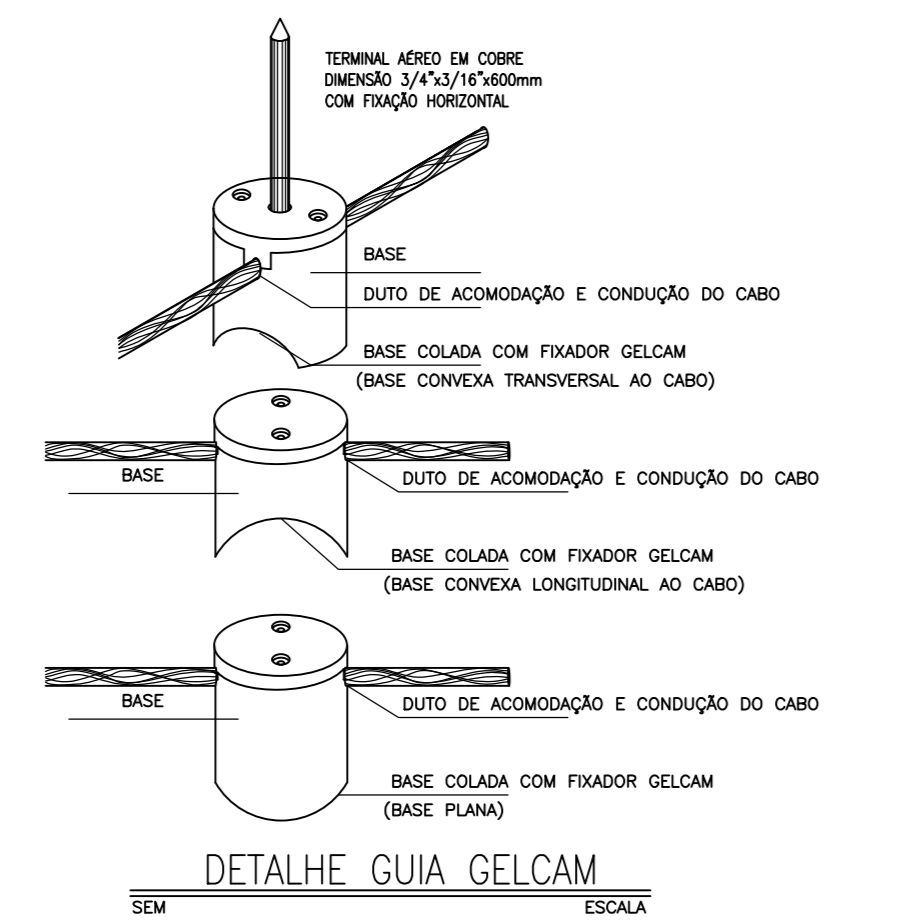 TERMINAL AÉREO EM COBRE
DIMENSÃO 3/4"x3/16"x600mm
COM FIXAÇÃO HORIZONTAL
BASE
DUTO DE ACOMODAÇÃO E CONDUÇÃO DO CABO
BASE COLADA COM FIXADOR GELCAM
(BASE CONVEXA TRANSVERSAL AO CABO)
BASE
DUTO DE ACOMODAÇÃO E CONDUÇÃO DO CABO
BASE COLADA COM FIXADOR GELCAM
(BASE CONVEXA LONGITUDINAL AO CABO)
BASE
DUTO DE ACOMODAÇÃO E CONDUÇÃO DO CABO
BASE COLADA COM FIXADOR GELCAM
(BASE PLANA)
DETALHE GUIA GELCAM
SEM ESCALA